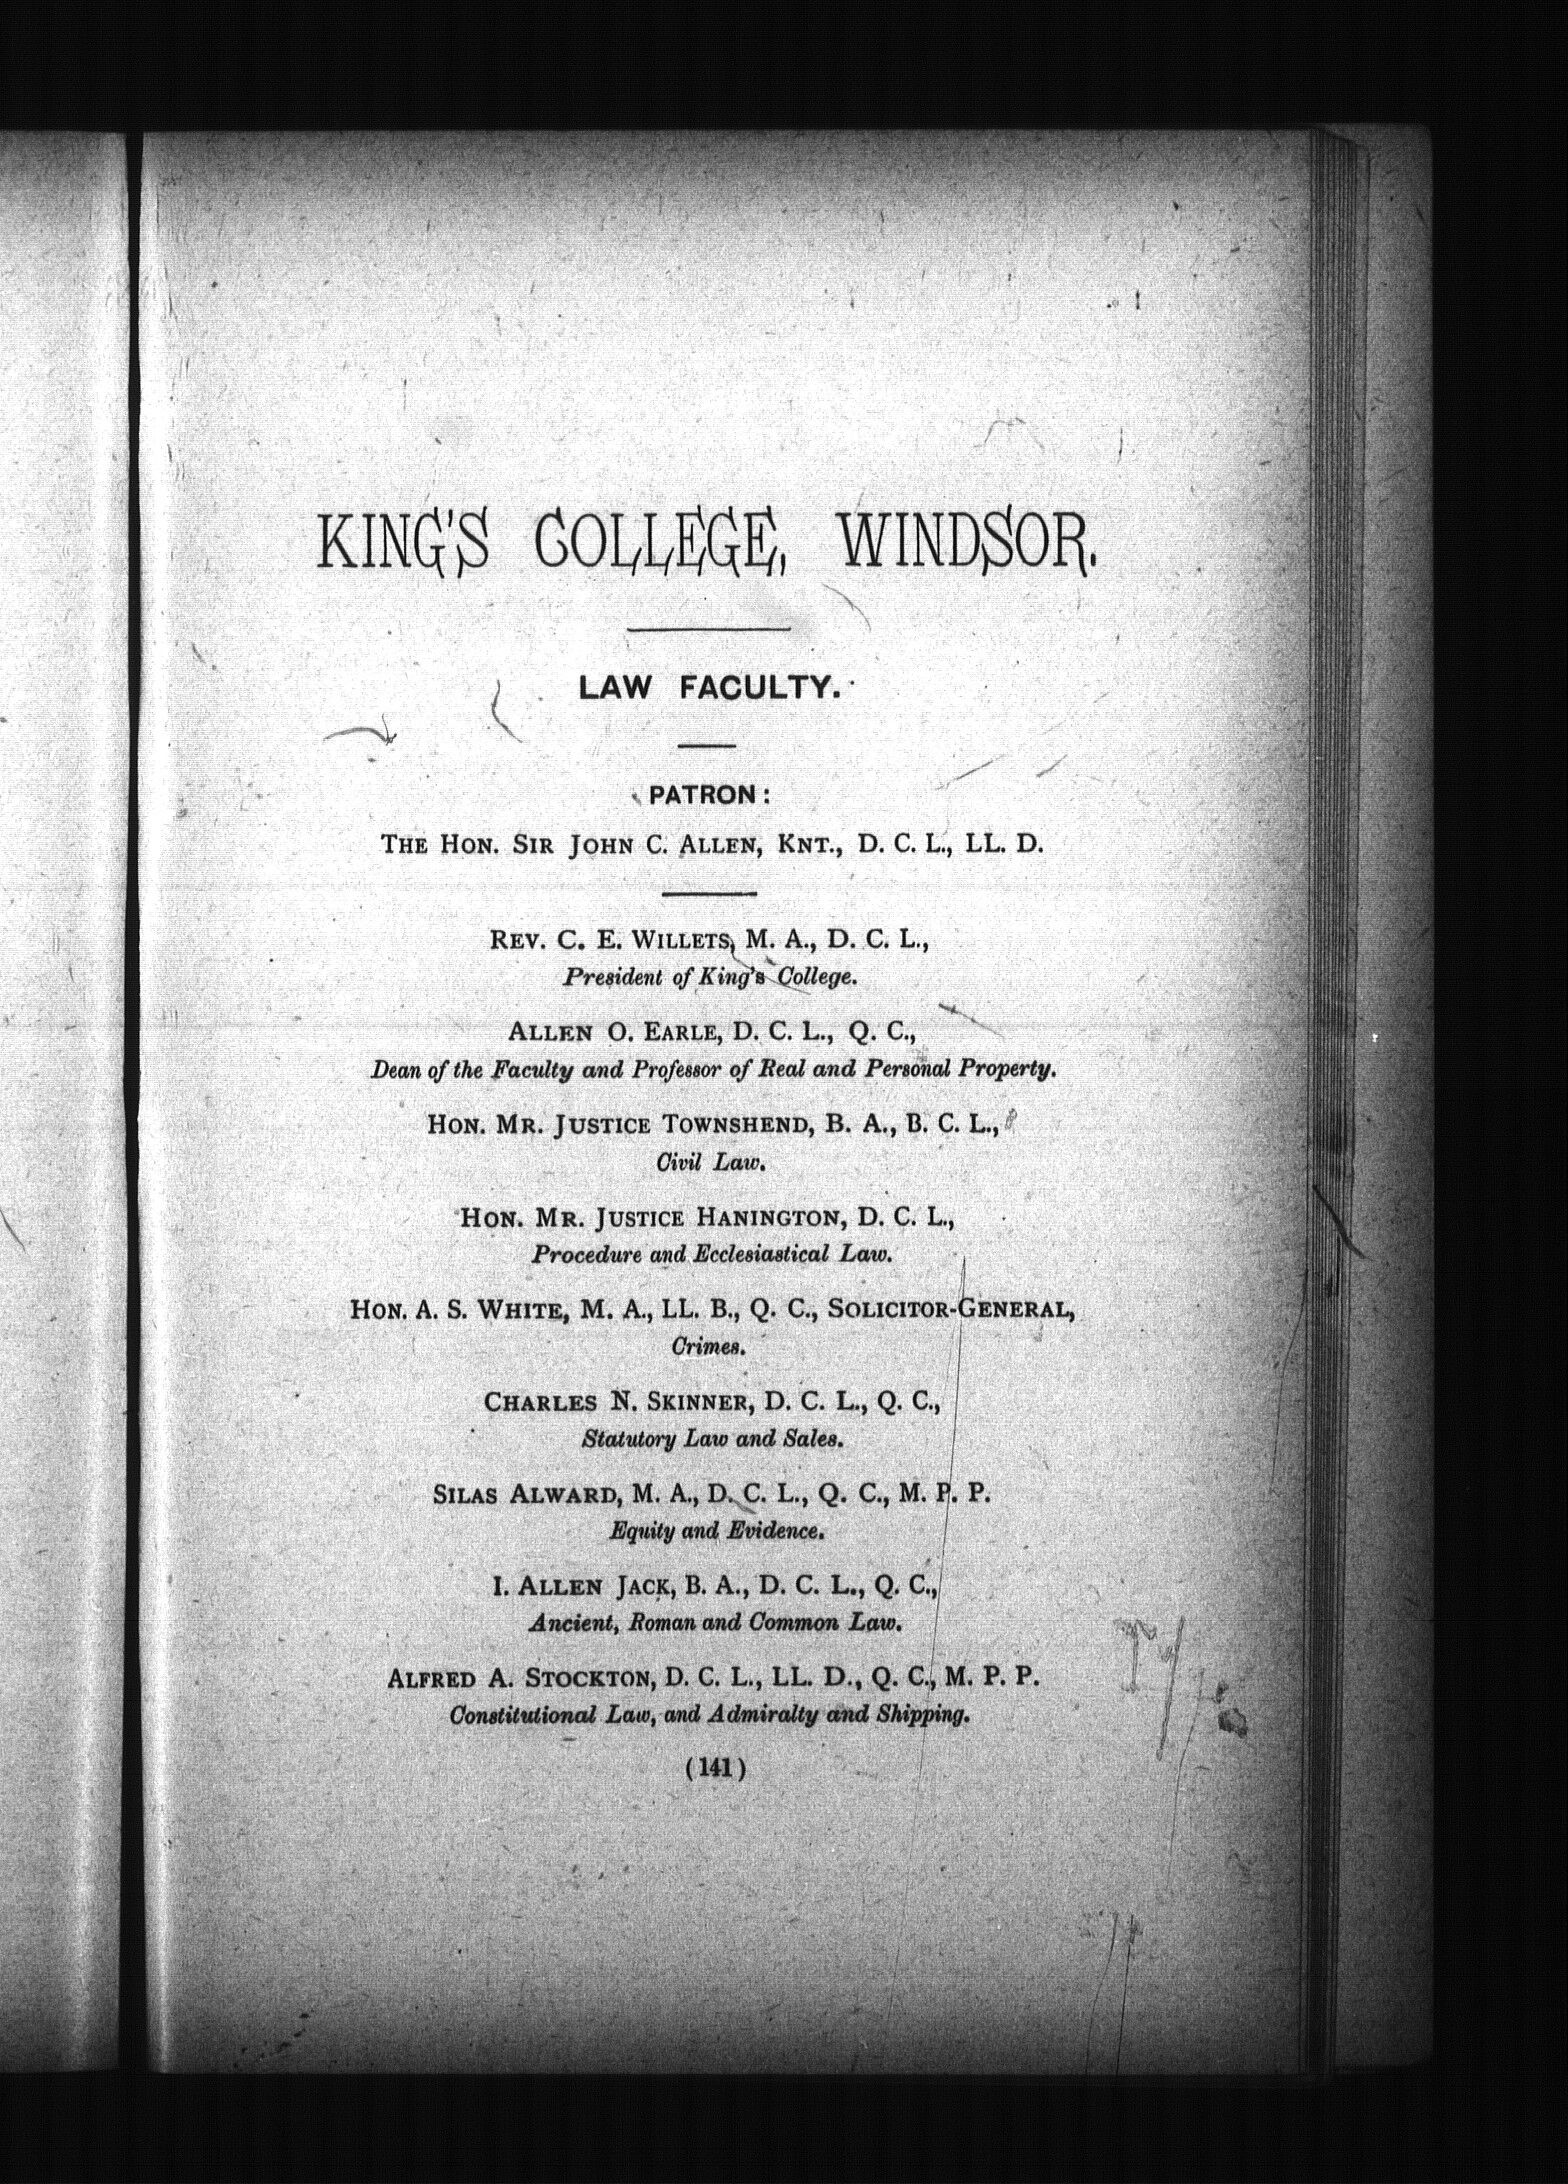 KING'S COLLEGE, WINDSOR.
LAW FACULTY.
PATRON:
THE HON. SIR JOHN C. ALLEN, KNT., D. C. L., LL. D.
REV. C. E. WILLETS, M. A., D. C. L.,
President of King's College.
ALLEN O. EARLE, D. C. L., Q. C.,
Dean of the Faculty and Professor of Real and Personal Property.
HON. MR. JUSTICE TOWNSHEND, B. A., B. C. L.,
Civil Law.
HON. MR. JUSTICE HANINGTON, D. C. L.,
Procedure and Ecclesiastical Law.
HON. A. S. WHITE, M. A., LL. B., Q. C., SOLICITOR-GENERAL,
Crimes.
CHARLES N. SKINNER, D. C. L., Q. C.,
Statutory Law and Sales.
SILAS ALWARD, M. A., D. C. L., Q. C., M. P. P.
Equity and Evidence.
I. ALLEN JACK, B. A., D. C. L., Q. C.,
Ancient, Roman and Common Law.
ALFRED A. STOCKTON, D. C. L., LL. D., Q. C., M. P. P.
Constitutional Law, and Admiralty and Shipping.
(141)